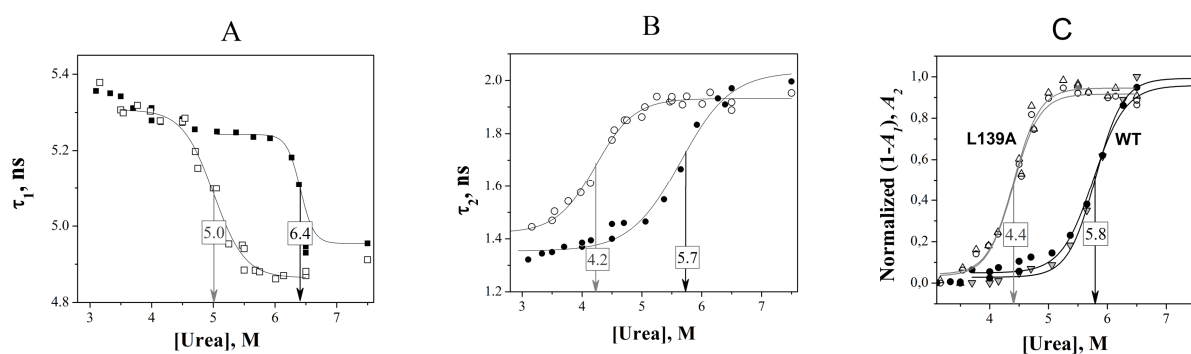 A
τ1, ns
5.4
5.2
5.0
4.8
5.0
6.4
3 4 5 6 7
[Urea], M
B
τ2, ns
2.0
1.8
1.6
1.4
1.2
4.2
5.7
3 4 5 6 7
[Urea], M
C
Normalized (1-A1), A2
1,0
0,8
0,6
0,4
0,2
0,0
L139A
WT
4.4
5.8
4 5 6 7
[Urea], M